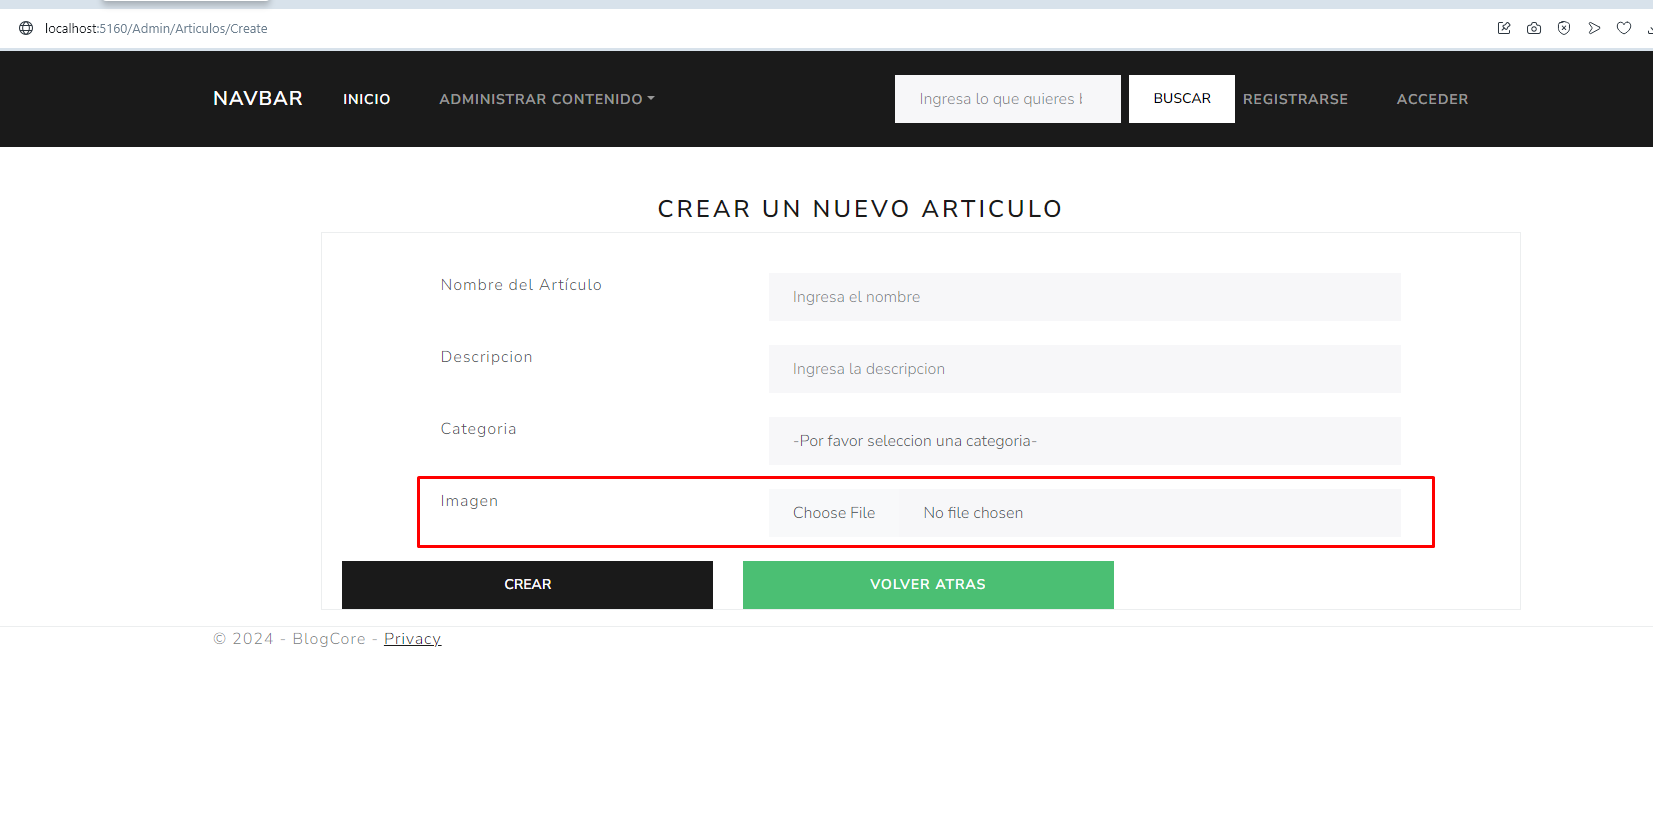 localhost:5160/Admin/Articulos/Create
NAVBAR INICIO ADMINISTRAR CONTENIDO Ingresa lo que quieres BUSCAR REGISTRARSE ACCEDER
CREAR UN NUEVO ARTICULO
Nombre del Artículo Ingresa el nombre
Descripcion Ingresa la descripcion
Categoria -Por favor seleccion una categoria-
Imagen Choose File No file chosen
CREAR VOLVER ATRAS
© 2024 - BlogCore - Privacy